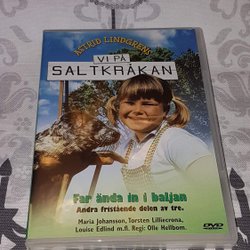 ASTRID LINDGRENS
VI PÅ
SALTKRÅKAN
Far ända in i baljan
Andra fristående delen av tre.
Maria Johansson, Torsten Lilliecrona,
Louise Edlind m.fl. Regi: Olle Hellbom.
DVD